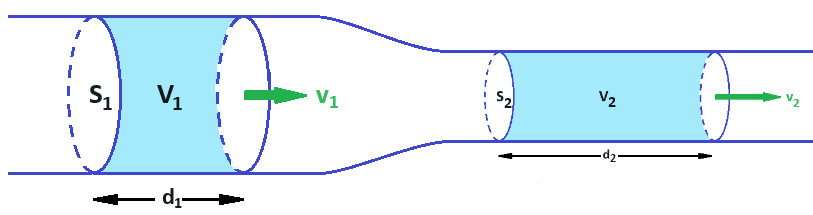 S₁ V₁ v₁
S₂ V₂ v₂
d₁
d₂